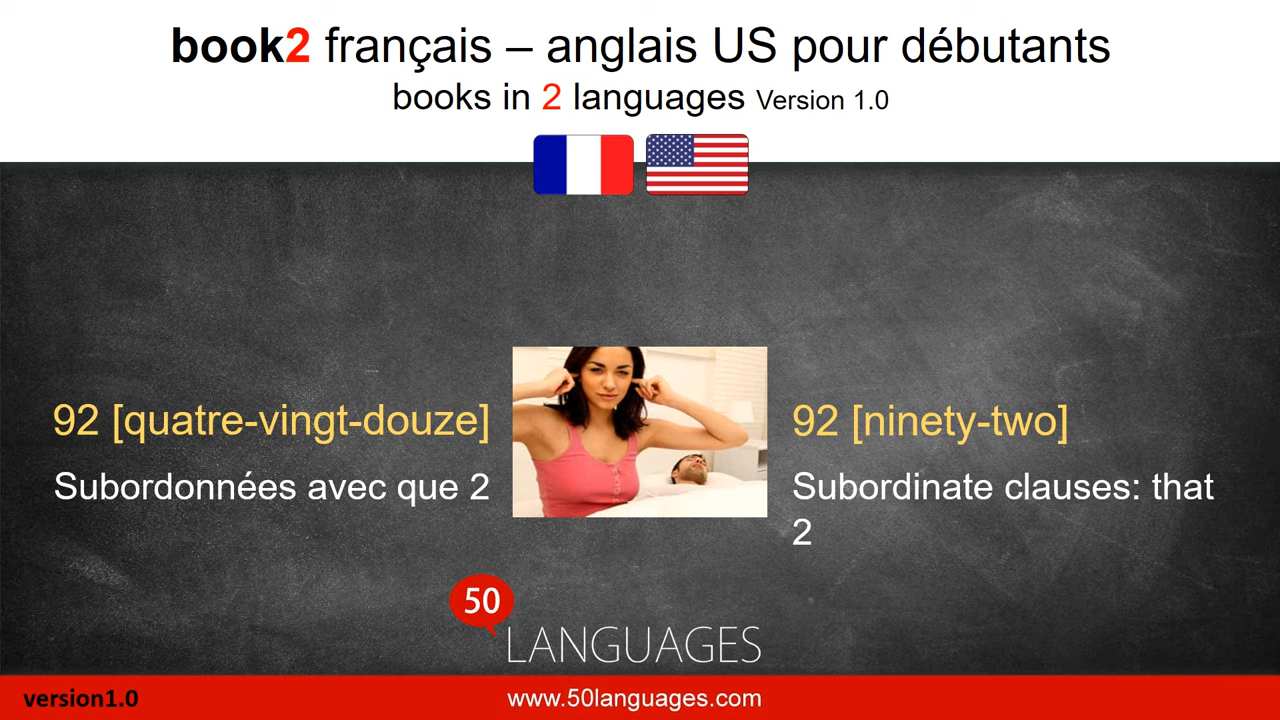 book2 français – anglais US pour débutants
books in 2 languages Version 1.0
92 [quatre-vingt-douze]
Subordonnées avec que 2
92 [ninety-two]
Subordinate clauses: that
2
50
LANGUAGES
version1.0
www.50languages.com